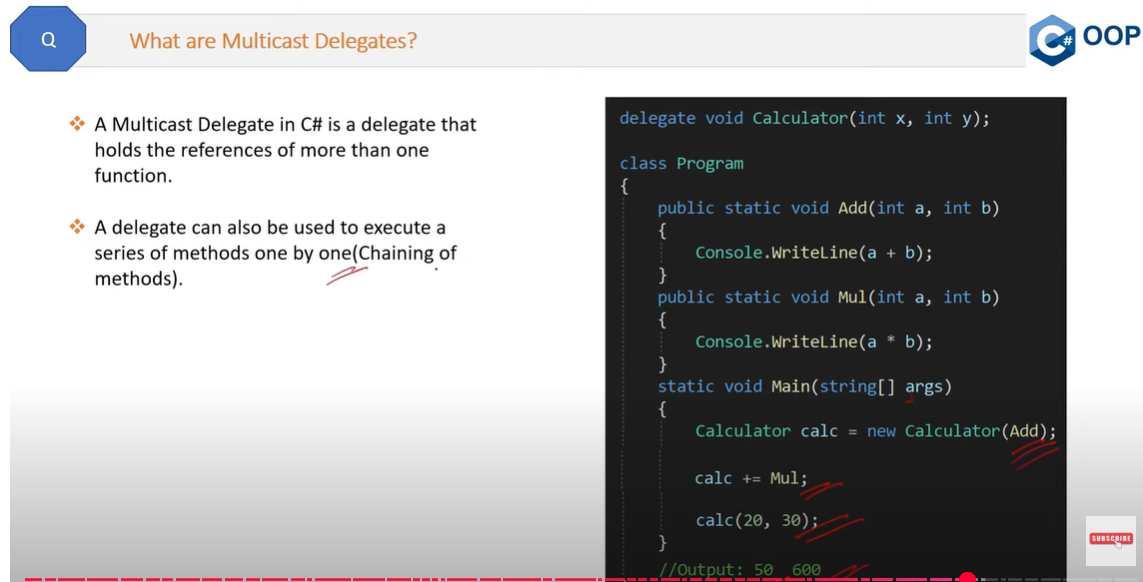 Q
What are Multicast Delegates?
C# OOP
A Multicast Delegate in C# is a delegate that
holds the references of more than one
function.
A delegate can also be used to execute a
series of methods one by one(Chaining of
methods).
delegate void Calculator(int x, int y);
class Program
{
public static void Add(int a, int b)
{
Console.WriteLine(a + b);
}
public static void Mul(int a, int b)
{
Console.WriteLine(a * b);
}
static void Main(string[] args)
{
Calculator calc = new Calculator(Add);
calc += Mul;
calc(20, 30);
}
//Output: 50 600
SUBSCRIBE